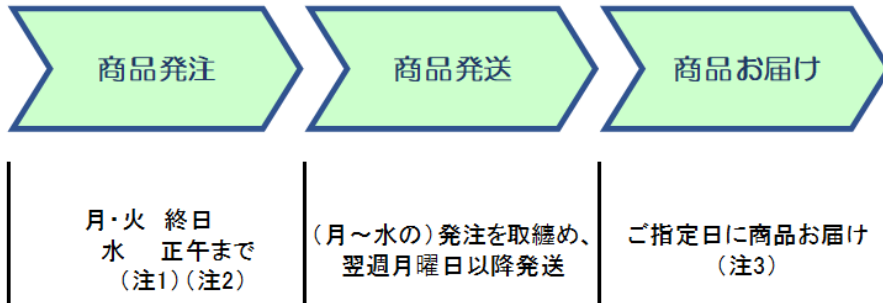 商品発注
商品発送
商品お届け
月・火 終日
水 正午まで
(注1)(注2)
(月～水の)発注を取纏め、
翌週月曜日以降発送
ご指定日に商品お届け
(注3)